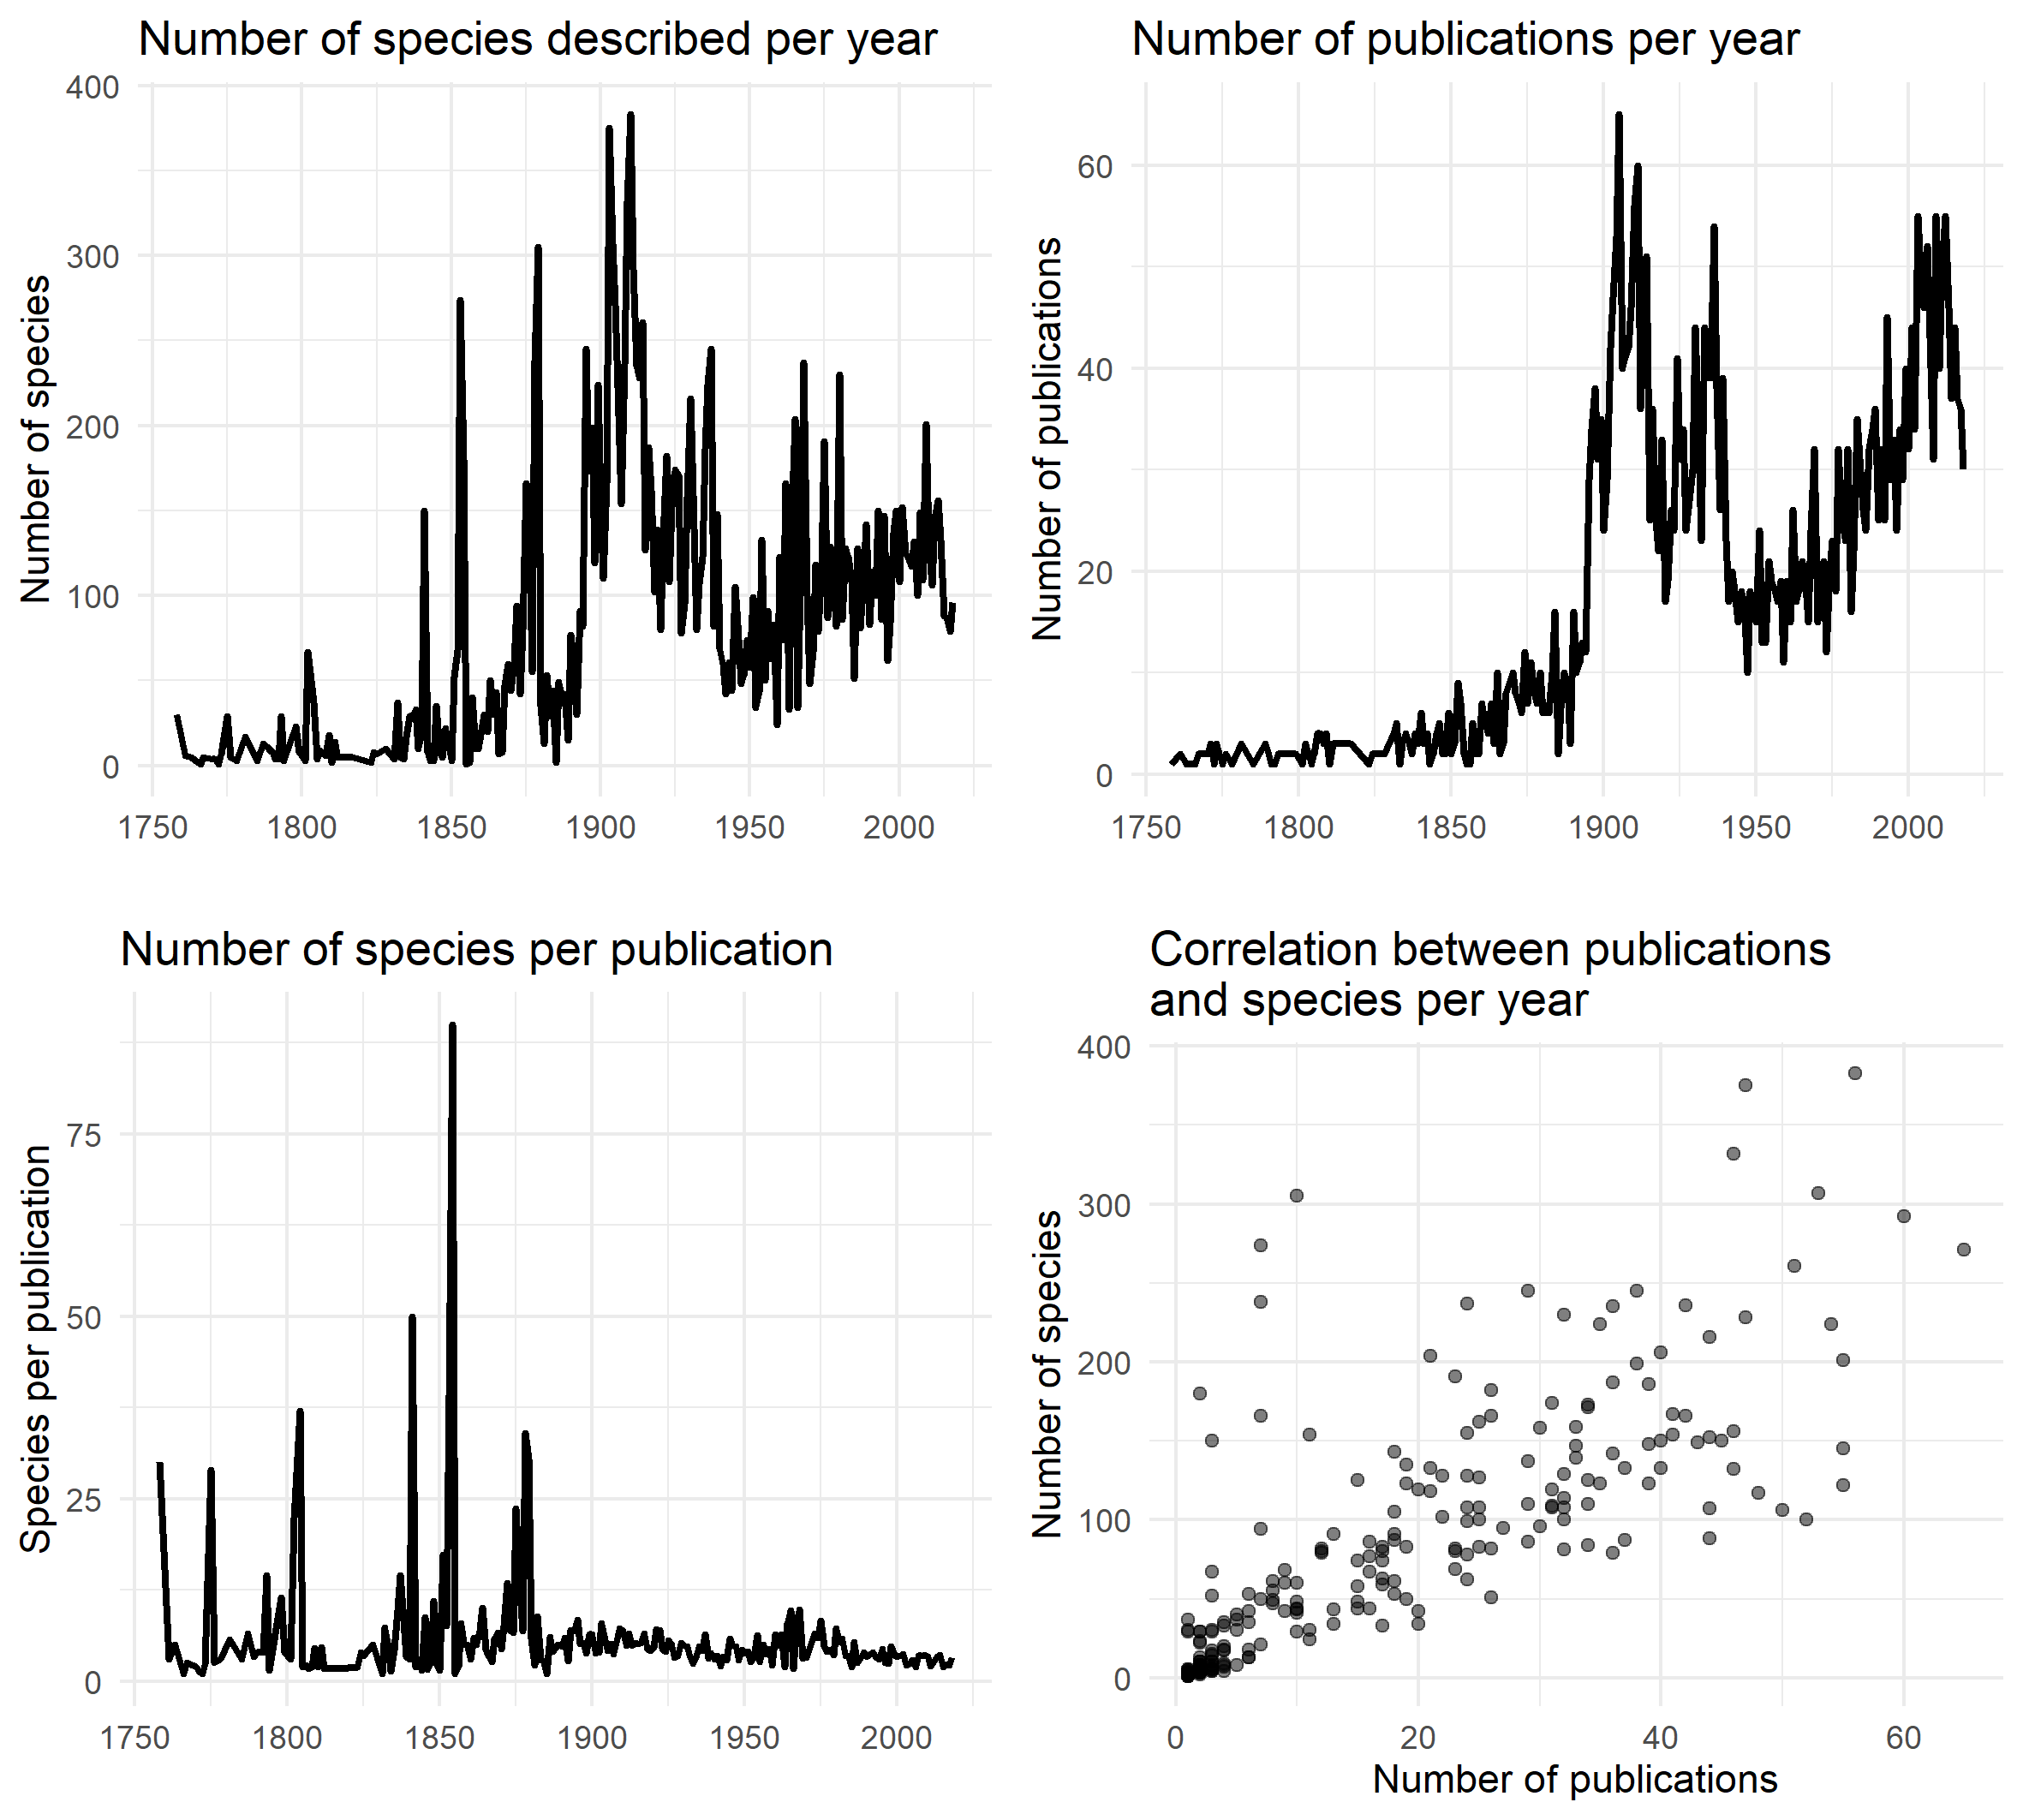 Number of species described per year
Number of species
400
300
200
100
0
1750 1800 1850 1900 1950 2000
Number of publications per year
Number of publications
60
40
20
0
1750 1800 1850 1900 1950 2000
Number of species per publication
Species per publication
75
50
25
0
1750 1800 1850 1900 1950 2000
Correlation between publications
and species per year
Number of species
400
300
200
100
0
0 20 40 60
Number of publications